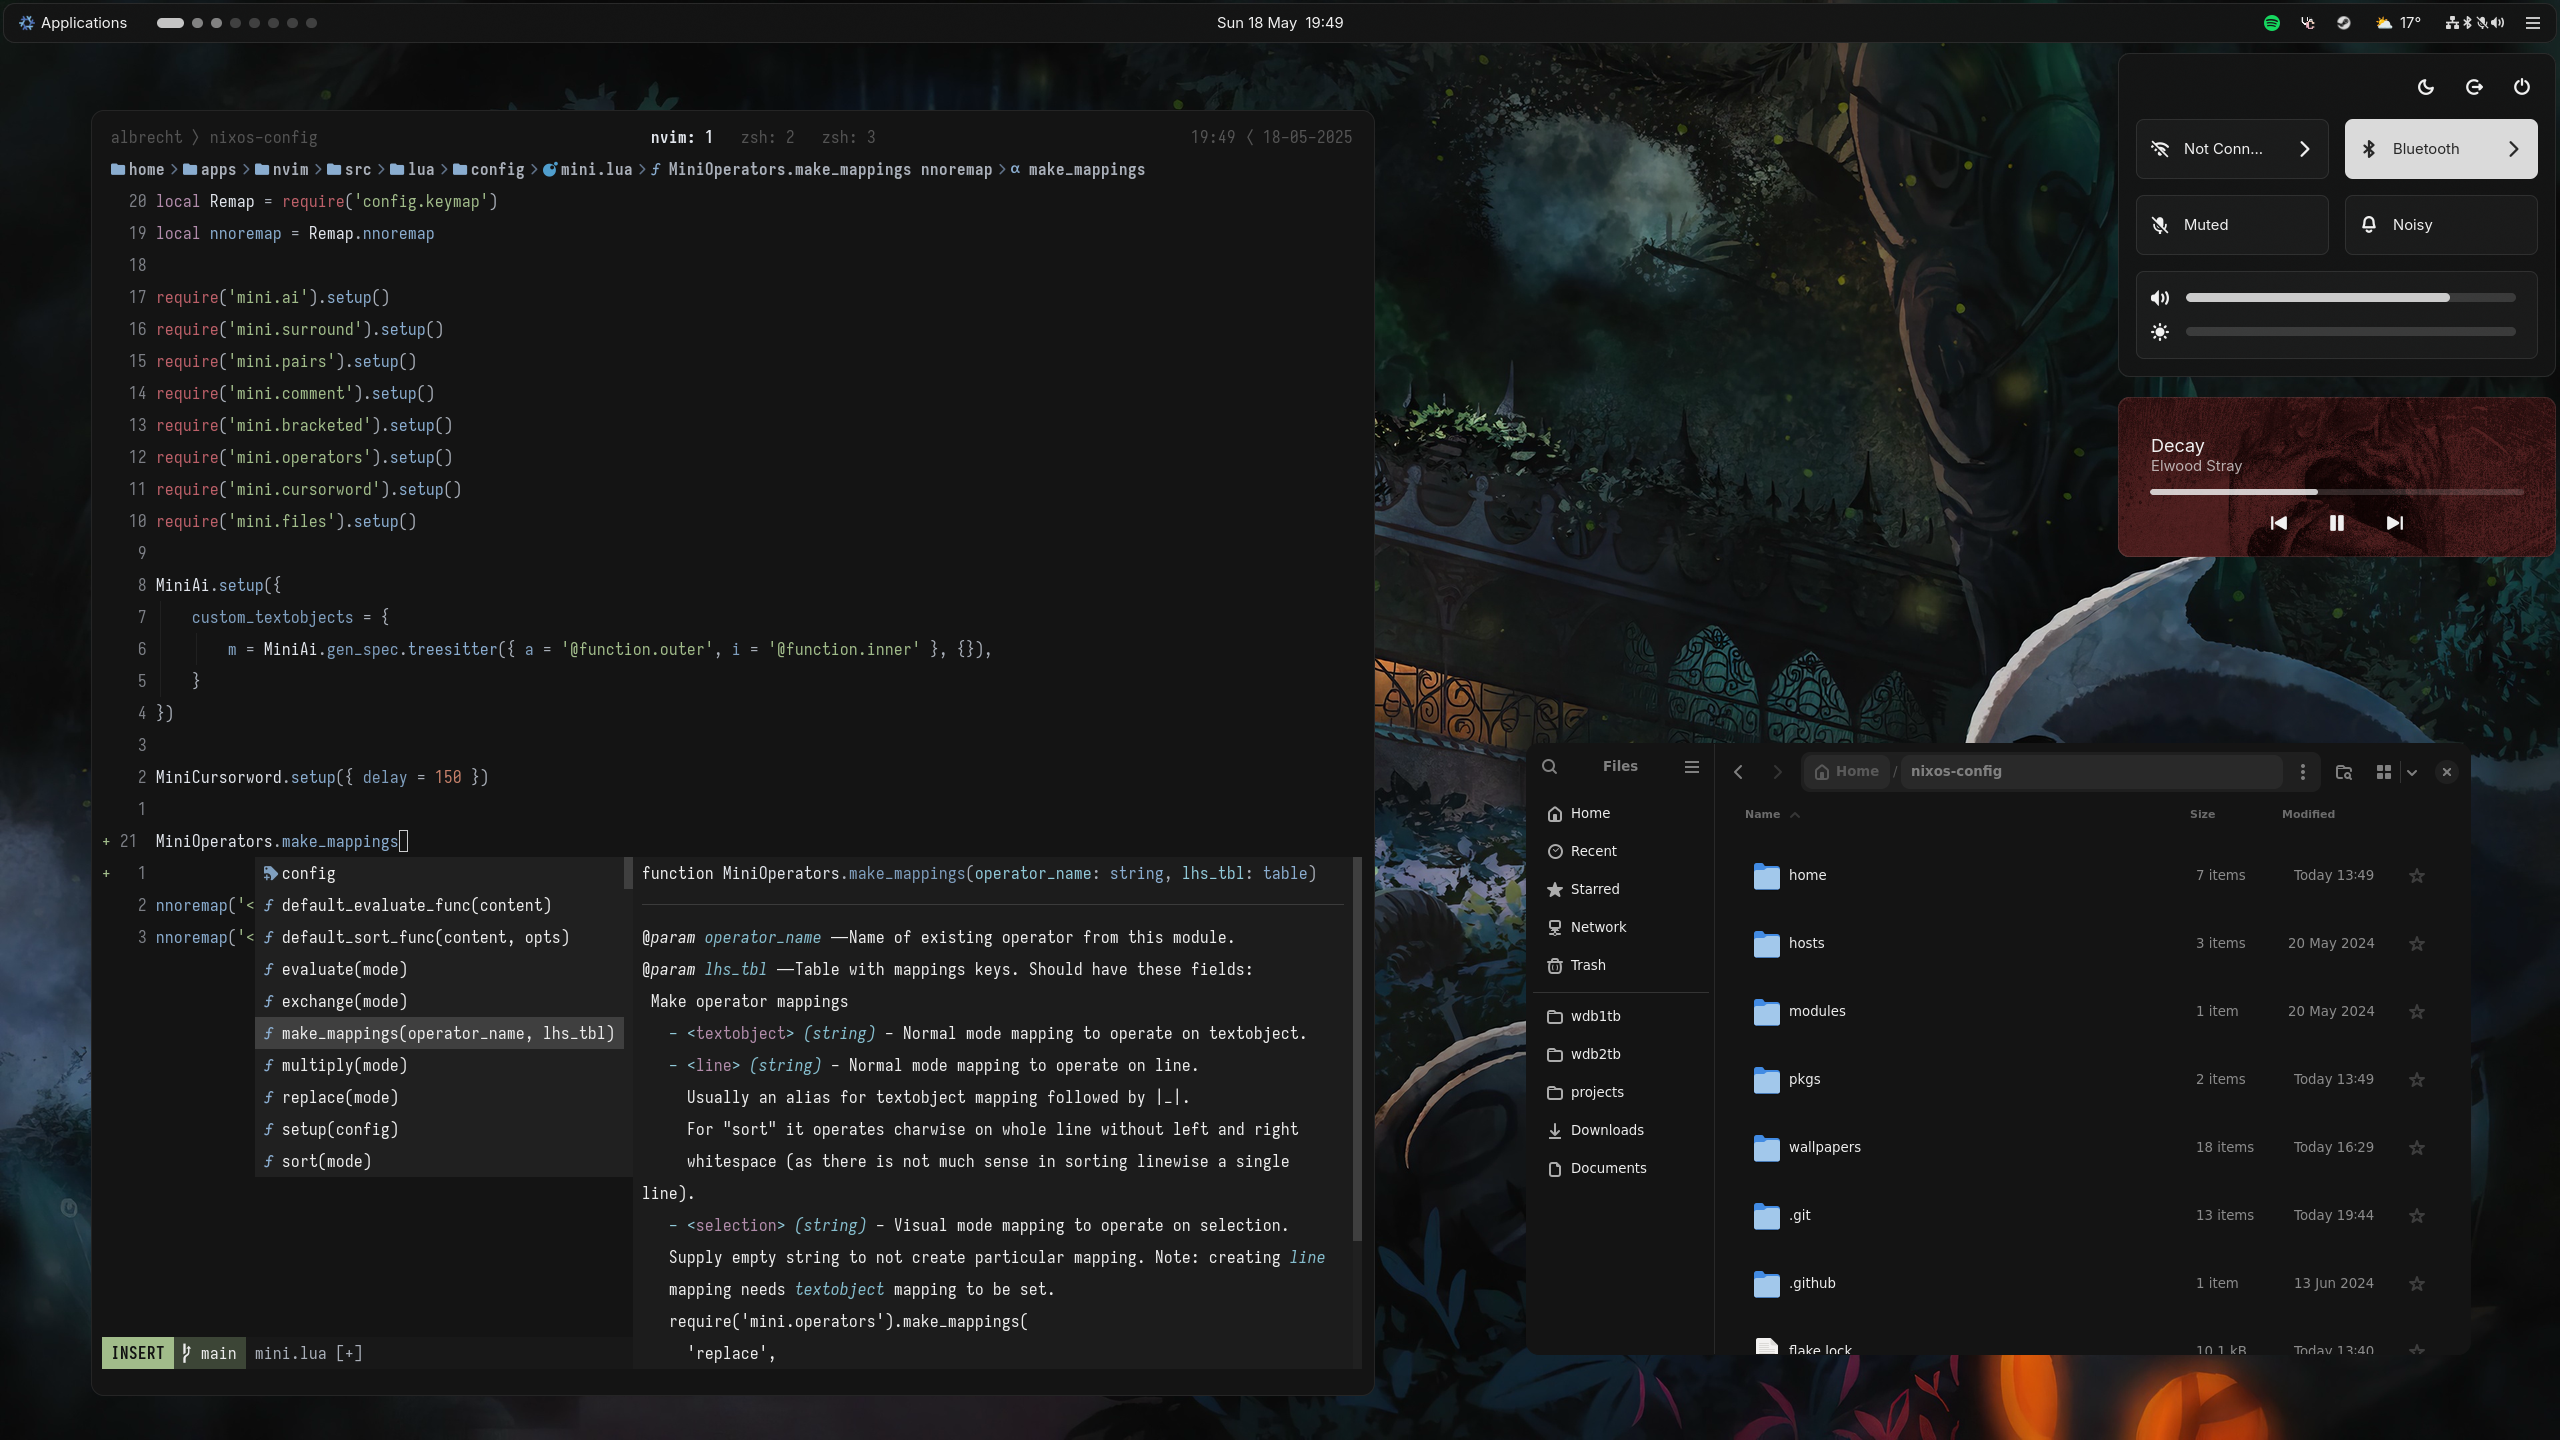 Applications
Sun 18 May 19:49
17°
albrecht 〉 nixos-config
nvim: 1 zsh: 2 zsh: 3
19:49 〈 18-05-2025
home > apps > nvim > src > lua > config > mini.lua > ƒ MiniOperators.make_mappings nnoremap > α make_mappings
20 local Remap = require('config.keymap')
19 local nnoremap = Remap.nnoremap
18
17 require('mini.ai').setup()
16 require('mini.surround').setup()
15 require('mini.pairs').setup()
14 require('mini.comment').setup()
13 require('mini.bracketed').setup()
12 require('mini.operators').setup()
11 require('mini.cursorword').setup()
10 require('mini.files').setup()
9
8 MiniAi.setup({
7 custom_textobjects = {
6 m = MiniAi.gen_spec.treesitter({ a = '@function.outer', i = '@function.inner' }, {}),
5 }
4 })
3
2 MiniCursorword.setup({ delay = 150 })
1
+ 21 MiniOperators.make_mappings
+ 1
2 nnoremap('<
3 nnoremap('<
config
ƒ default_evaluate_func(content)
ƒ default_sort_func(content, opts)
ƒ evaluate(mode)
ƒ exchange(mode)
ƒ make_mappings(operator_name, lhs_tbl)
ƒ multiply(mode)
ƒ replace(mode)
ƒ setup(config)
ƒ sort(mode)
function MiniOperators.make_mappings(operator_name: string, lhs_tbl: table)
@param operator_name —Name of existing operator from this module.
@param lhs_tbl —Table with mappings keys. Should have these fields:
Make operator mappings
- <textobject> (string) - Normal mode mapping to operate on textobject.
- <line> (string) - Normal mode mapping to operate on line.
Usually an alias for textobject mapping followed by |_|.
For "sort" it operates charwise on whole line without left and right
whitespace (as there is not much sense in sorting linewise a single
line).
- <selection> (string) - Visual mode mapping to operate on selection.
Supply empty string to not create particular mapping. Note: creating line
mapping needs textobject mapping to be set.
require('mini.operators').make_mappings(
'replace',
INSERT main mini.lua [+]
Not Conn...
Bluetooth
Muted
Noisy
Decay
Elwood Stray
Files
Home
Recent
Starred
Network
Trash
wdb1tb
wdb2tb
projects
Downloads
Documents
Home / nixos-config
Name Size Modified
home 7 items Today 13:49
hosts 3 items 20 May 2024
modules 1 item 20 May 2024
pkgs 2 items Today 13:49
wallpapers 18 items Today 16:29
.git 13 items Today 19:44
.github 1 item 13 Jun 2024
flake.lock 10.1 kB Today 13:40